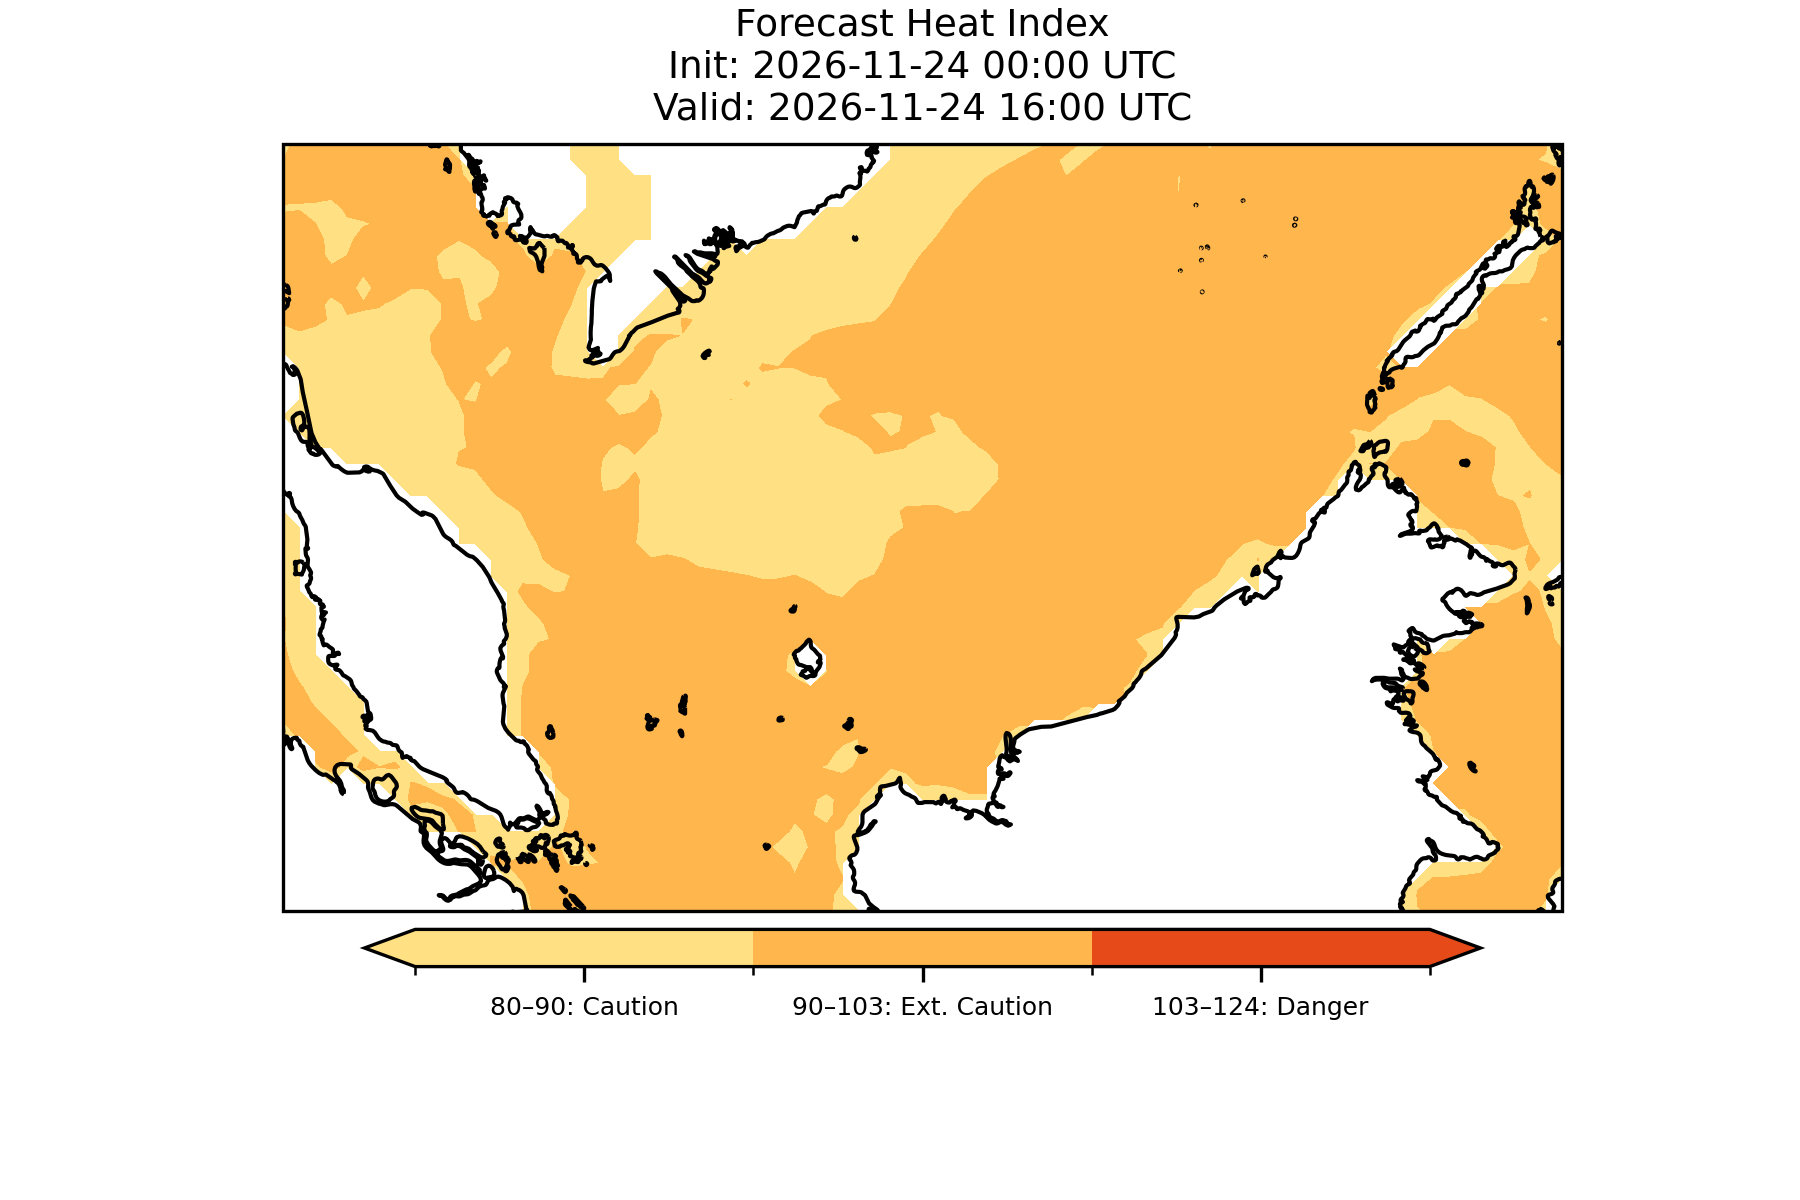 Forecast Heat Index
Init: 2026-11-24 00:00 UTC
Valid: 2026-11-24 16:00 UTC
80–90: Caution
90–103: Ext. Caution
103–124: Danger